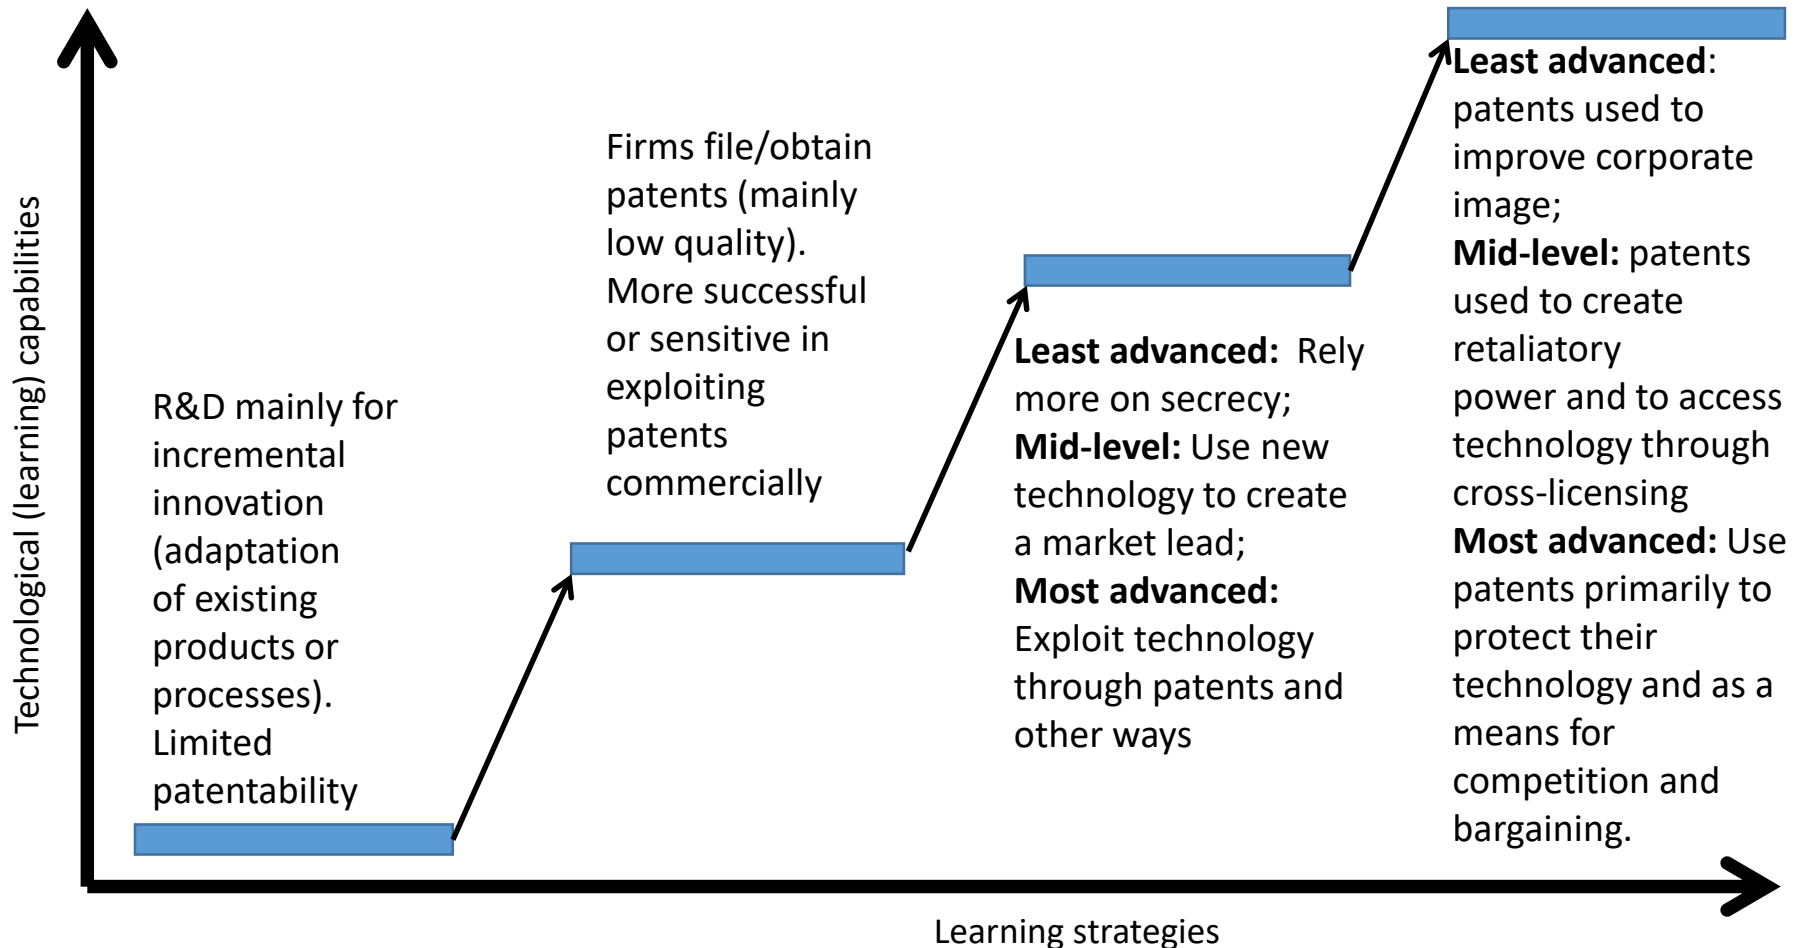 Technological (learning) capabilities
R&D mainly for
incremental
innovation
(adaptation
of existing
products or
processes).
Limited
patentability
Firms file/obtain
patents (mainly
low quality).
More successful
or sensitive in
exploiting
patents
commercially
Least advanced:  Rely
more on secrecy;
Mid-level: Use new
technology to create
a market lead;
Most advanced:
Exploit technology
through patents and
other ways
Least advanced:
patents used to
improve corporate
image;
Mid-level: patents
used to create
retaliatory
power and to access
technology through
cross-licensing
Most advanced: Use
patents primarily to
protect their
technology and as a
means for
competition and
bargaining.
Learning strategies